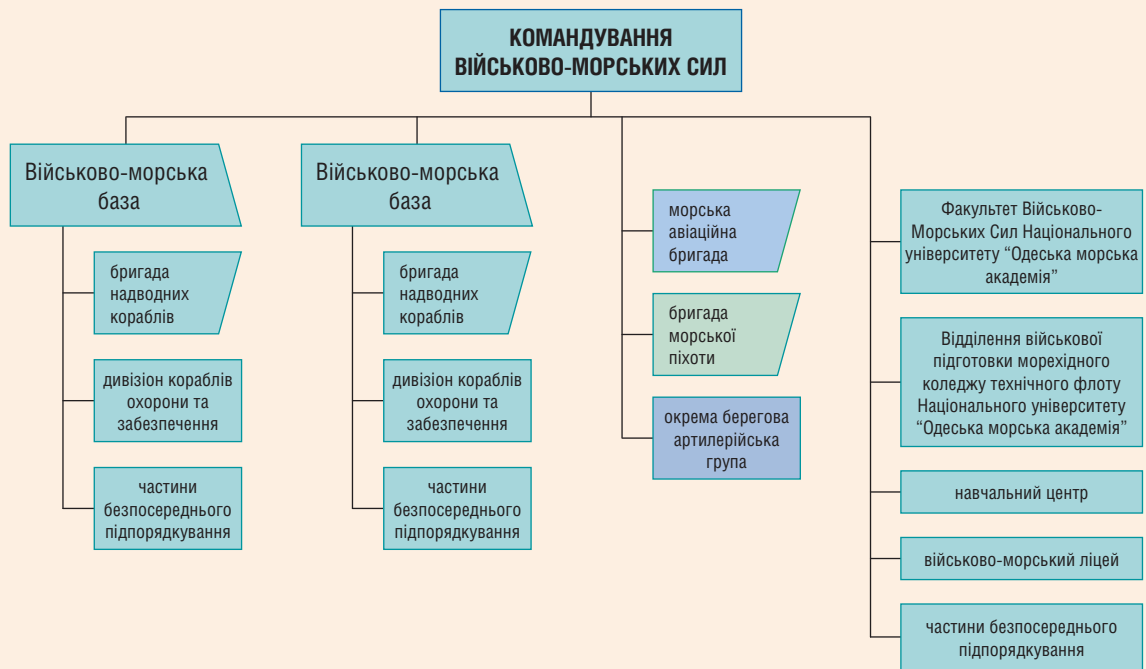 КОМАНДУВАННЯ
ВІЙСЬКОВО-МОРСЬКИХ СИЛ
Військово-морська
база
бригада
надводних
кораблів
дивізіон кораблів
охорони та
забезпечення
частини
безпосереднього
підпорядкування
Військово-морська
база
бригада
надводних
кораблів
дивізіон кораблів
охорони та
забезпечення
частини
безпосереднього
підпорядкування
морська
авіаційна
бригада
бригада
морської
піхоти
окрема берегова
артилерійська
група
Факультет Військово-
Морських Сил Національного
університету “Одеська морська
академія”
Відділення військової
підготовки морехідного
коледжу технічного флоту
Національного університету
“Одеська морська академія”
навчальний центр
військово-морський ліцей
частини безпосереднього
підпорядкування